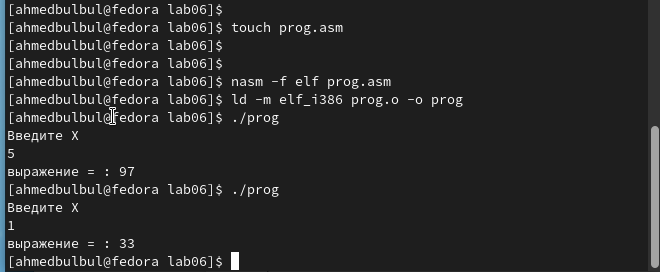 [ahmedbulbul@fedora lab06]$
[ahmedbulbul@fedora lab06]$ touch prog.asm
[ahmedbulbul@fedora lab06]$
[ahmedbulbul@fedora lab06]$
[ahmedbulbul@fedora lab06]$ nasm -f elf prog.asm
[ahmedbulbul@fedora lab06]$ ld -m elf_i386 prog.o -o prog
[ahmedbulbul@fedora lab06]$ ./prog
Введите X
5
выражение = : 97
[ahmedbulbul@fedora lab06]$ ./prog
Введите X
1
выражение = : 33
[ahmedbulbul@fedora lab06]$